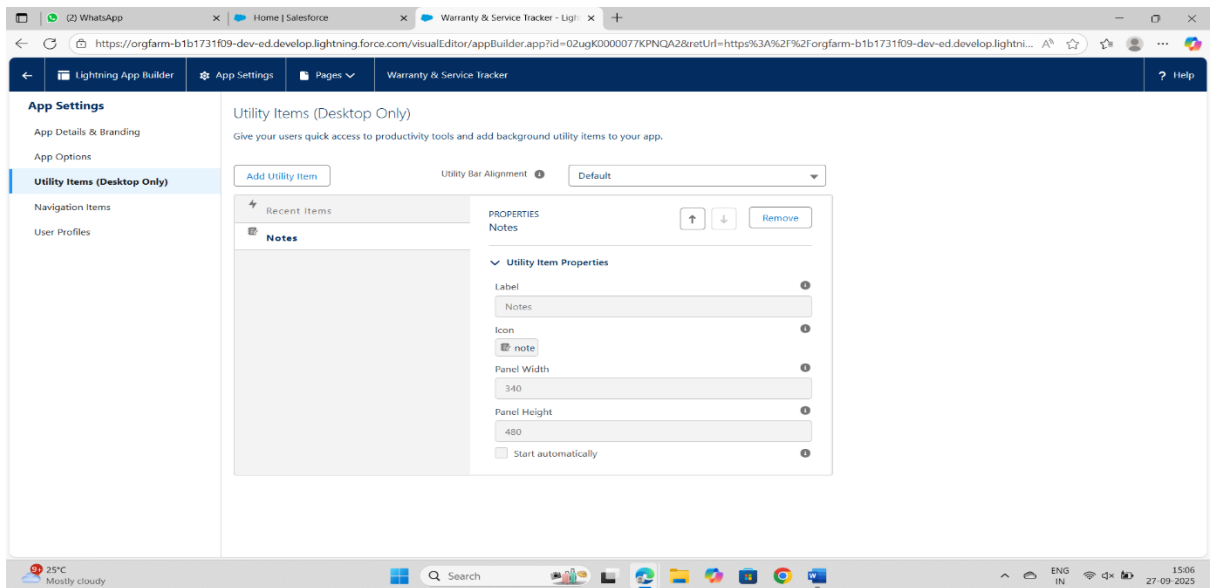 (2) WhatsApp
Home | Salesforce
Warranty & Service Tracker - Ligh
https://orgfarm-b1b1731f09-dev-ed.develop.lightning.force.com/visualEditor/appBuilder.app?id=02ugK0000077KPNQA2&retUrl=https%3A%2F%2Forgfarm-b1b1731f09-dev-ed.develop.lightni...
Lightning App Builder
App Settings
Pages
Warranty & Service Tracker
? Help
App Settings
App Details & Branding
App Options
Utility Items (Desktop Only)
Navigation Items
User Profiles
Utility Items (Desktop Only)
Give your users quick access to productivity tools and add background utility items to your app.
Add Utility Item
Utility Bar Alignment
Default
Recent Items
Notes
PROPERTIES
Notes
Remove
Utility Item Properties
Label
Notes
Icon
note
Panel Width
340
Panel Height
480
Start automatically
9+
25°C
Mostly cloudy
Search
ENG
IN
15:06
27-09-2025